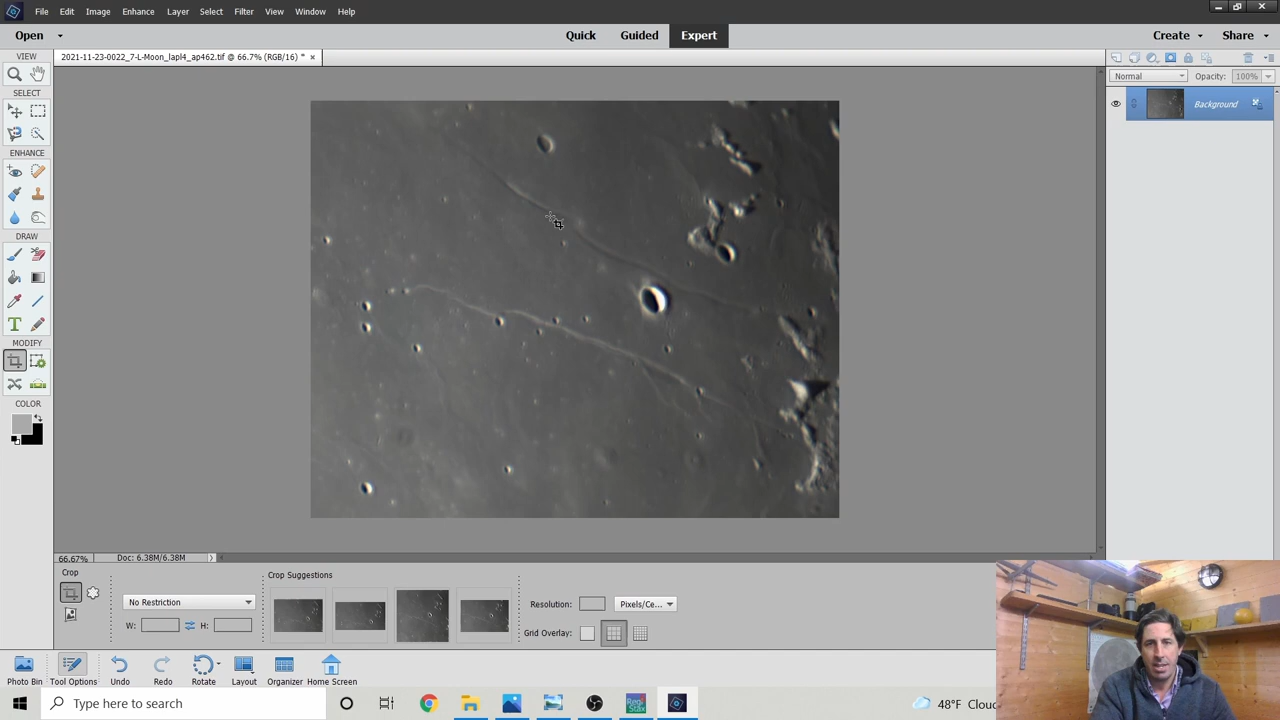 File Edit Image Enhance Layer Select Filter View Window Help
Open Quick Guided Expert Create Share
VIEW 2021-11-23-0022_7-L-Moon_lapl4_ap462.tif @ 66.7% (RGB/16) * ×
Normal Opacity: 100%
SELECT
Background
ENHANCE
DRAW
MODIFY
COLOR
66.67% Doc: 6.38M/6.38M
Crop Crop Suggestions
No Restriction Resolution: Pixels/Ce...
W: H: Grid Overlay:
Photo Bin Tool Options Undo Redo Rotate Layout Organizer Home Screen
Type here to search 48°F